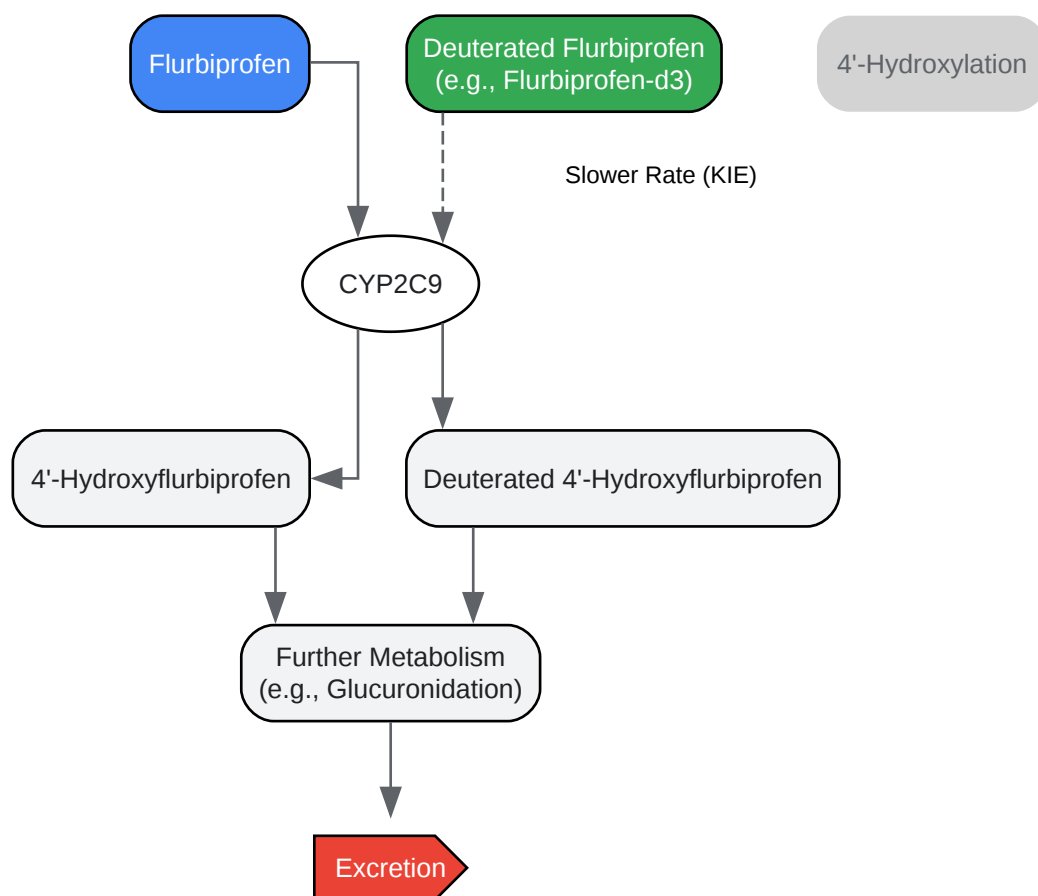 Flurbiprofen
Deuterated Flurbiprofen
(e.g., Flurbiprofen-d3)
4'-Hydroxylation
Slower Rate (KIE)
CYP2C9
4'-Hydroxyflurbiprofen
Deuterated 4'-Hydroxyflurbiprofen
Further Metabolism
(e.g., Glucuronidation)
Excretion